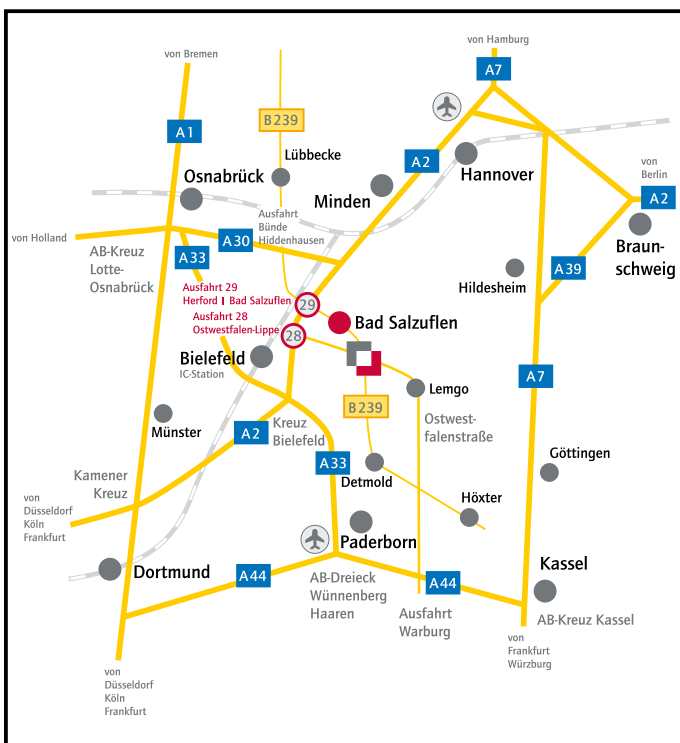 von Hamburg
von Bremen
A7
B239
A1
Lübbecke
A2
Hannover
von
Berlin
Osnabrück
Minden
A2
Ausfahrt
Bünde
Hiddenhausen
von Holland
A30
Braun-
schweig
AB-Kreuz
Lotte-
Osnabrück
A33
A39
Hildesheim
Ausfahrt 29
Herford I Bad Salzuflen
29
Ausfahrt 28
Ostwestfalen-Lippe
28
Bad Salzuflen
Bielefeld
IC-Station
A7
Lemgo
B239
Münster
A2
Kreuz
Bielefeld
Ostwest-
falenstraße
Göttingen
A33
Kamener
Kreuz
Detmold
von
Düsseldorf
Köln
Frankfurt
Höxter
Paderborn
Dortmund
A44
AB-Dreieck
Wünnenberg
Haaren
A44
Kassel
Ausfahrt
Warburg
AB-Kreuz Kassel
von
Frankfurt
Würzburg
von
Düsseldorf
Köln
Frankfurt